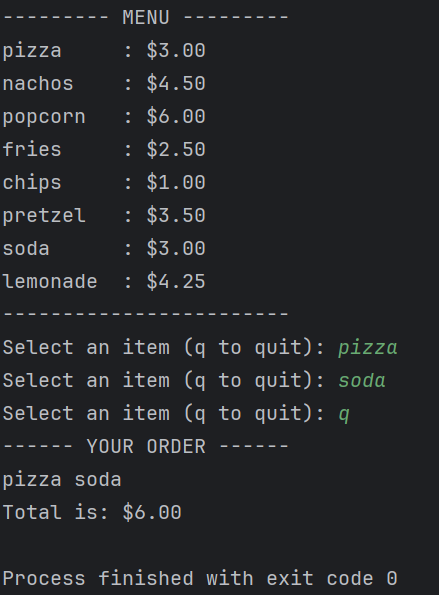 --------- MENU ---------
pizza     : $3.00
nachos    : $4.50
popcorn   : $6.00
fries     : $2.50
chips     : $1.00
pretzel   : $3.50
soda      : $3.00
lemonade  : $4.25
------------------------
Select an item (q to quit): pizza
Select an item (q to quit): soda
Select an item (q to quit): q
------ YOUR ORDER ------
pizza soda
Total is: $6.00
Process finished with exit code 0